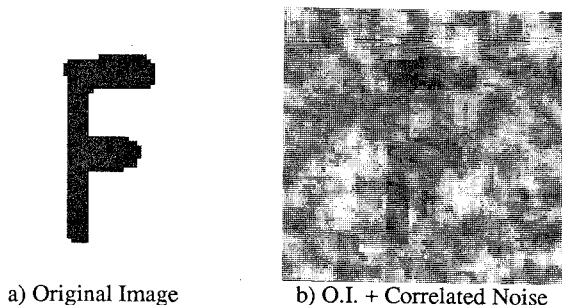 F
a) Original Image
b) O.I. + Correlated Noise